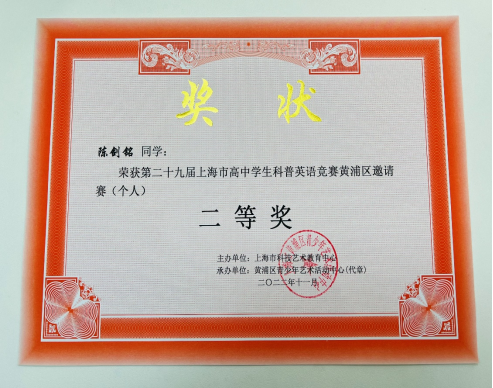 奖 状
陈创铭 同学：
荣获第二十九届上海市高中学生科普英语竞赛黄浦区邀请
赛（个人）
二 等 奖
主办单位：上海市科技艺术教育中心
承办单位：黄浦区青少年艺术活动中心(代章)
二〇二二年十一月